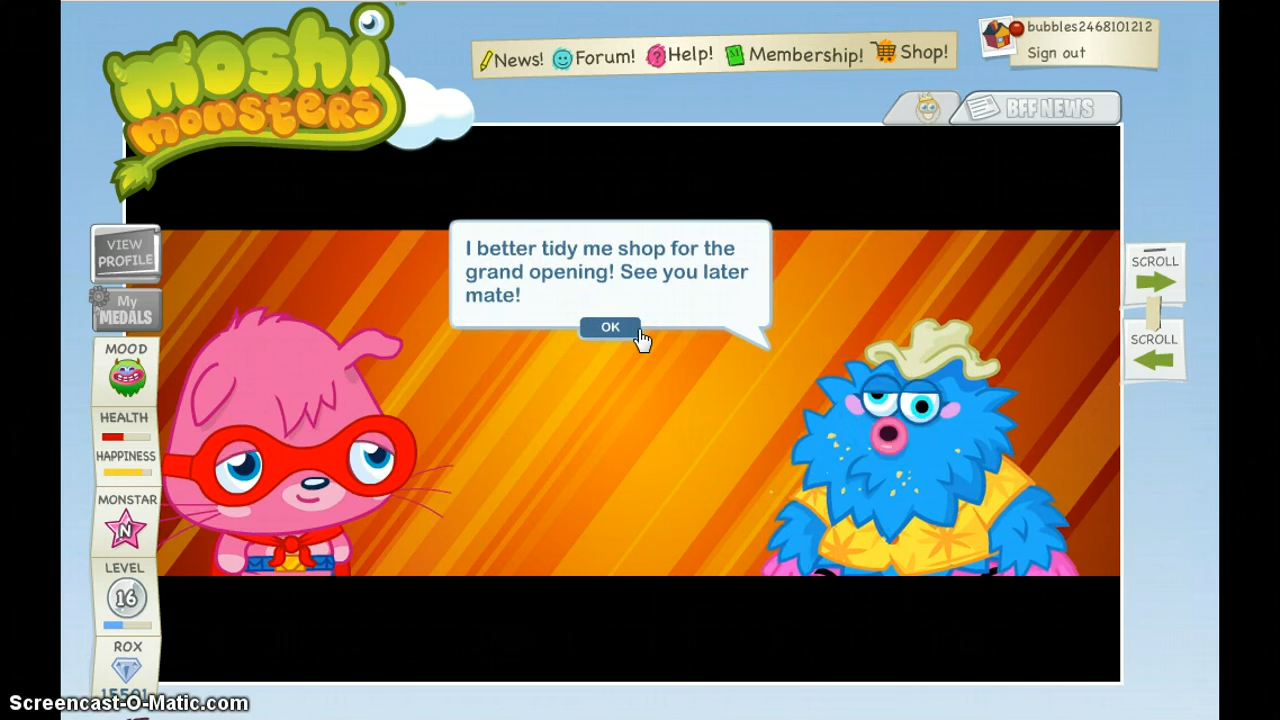 moshi
monsters
News! Forum! Help! Membership! Shop!
bubbles2468101212
Sign out
BFF NEWS
VIEW
PROFILE
My
MEDALS
MOOD
HEALTH
HAPPINESS
MONSTAR
N
LEVEL
16
ROX
I better tidy me shop for the
grand opening! See you later
mate!
OK
SCROLL
SCROLL
Screencast-O-Matic.com